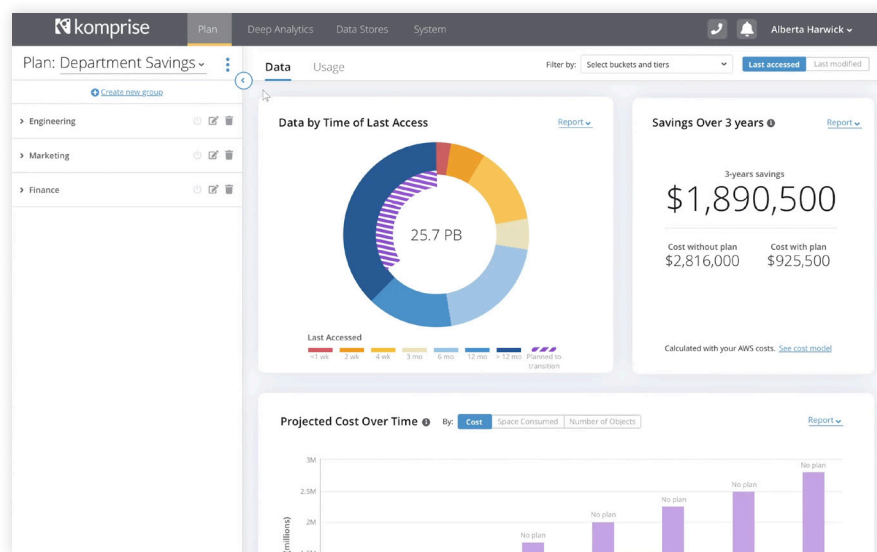 komprise
Plan
Deep Analytics
Data Stores
System
Alberta Harwick
Plan: Department Savings
Create new group
Engineering
Marketing
Finance
Data
Usage
Filter by:
Select buckets and tiers
Last accessed
Last modified
Data by Time of Last Access
Report
25.7 PB
Last Accessed
<1 wk
2 wk
4 wk
3 mo
6 mo
12 mo
> 12 mo
Planned to
transition
Savings Over 3 years
Report
3-years savings
$1,890,500
Cost without plan
Cost with plan
$2,816,000
$925,500
Calculated with your AWS costs. See cost model
Projected Cost Over Time
By:
Cost
Space Consumed
Number of Objects
Report
3M
2.5M
2M
(millions)
No plan
No plan
No plan
No plan
No plan